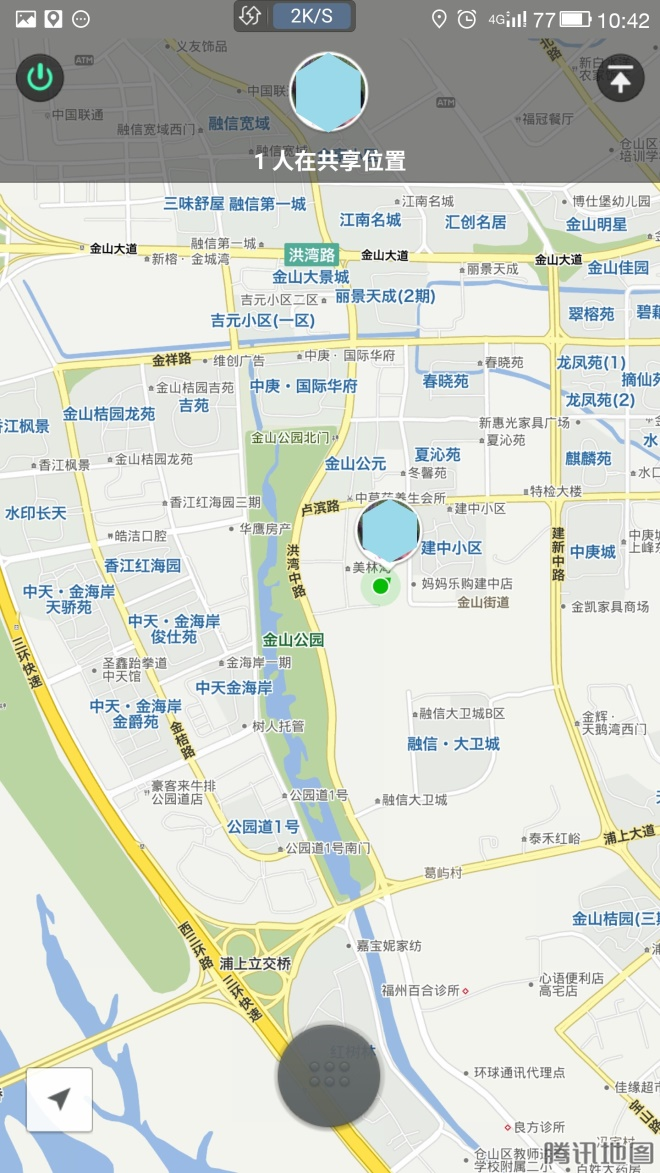 2K/S
4G 77 10:42
义友饰品
ATM
中国联通
融信宽域西门
融信宽域
ATM
福冠餐厅
融信宽域
1 人在共享位置
三味舒屋 融信第一城
江南名城
博仕堡幼儿园
江南名城
汇创名居
金山明星
金山大道
融信第一城
洪湾路
金山大道
金山大道
新榕·金城湾
金山大景城
丽景天成
金山佳园
吉元小区二区
丽景天成(2期)
翠榕苑
吉元小区(一区)
金祥路
维创广告
中庚·国际华府
春晓苑
龙凤苑(1)
金山桔园吉苑
中庚·国际华府
春晓苑
龙凤苑(2)
吉苑
金山桔园龙苑
香江枫景
新惠光家具广场
金山公园北门
夏沁苑
夏沁苑
金山桔园龙苑
金山公元
冬馨苑
麒麟苑
香江枫景
香江红海园三期
卢滨路
中草药养生会所
特检大楼
水印长天
建中小区
华鹰房产
皓洁口腔
香江红海园
洪湾中路
建中小区
建新中路
中庚城
美林湾
中天·金海岸
天骄苑
妈妈乐购建中店
金山街道
金凯家具商场
中天·金海岸
俊仕苑
金山公园
三环快速
圣鑫跆拳道
中天馆
金海岸一期
中天金海岸
中天·金海岸
金爵苑
融信大卫城B区
金辉·
天鹅湾西门
树人托管
金桔路
融信·大卫城
豪客来牛排
公园道店
公园道1号
融信大卫城
公园道1号
泰禾红峪
浦上大道
公园道1号南门
葛屿村
金山桔园(三期
西三环路
浦上立交桥
嘉宝妮家纺
三环快速
福州百合诊所
心语便利店
高宅店
环球通讯代理点
佳缘超市
良方诊所
仓山区教师进
学校附属二小
腾讯地图